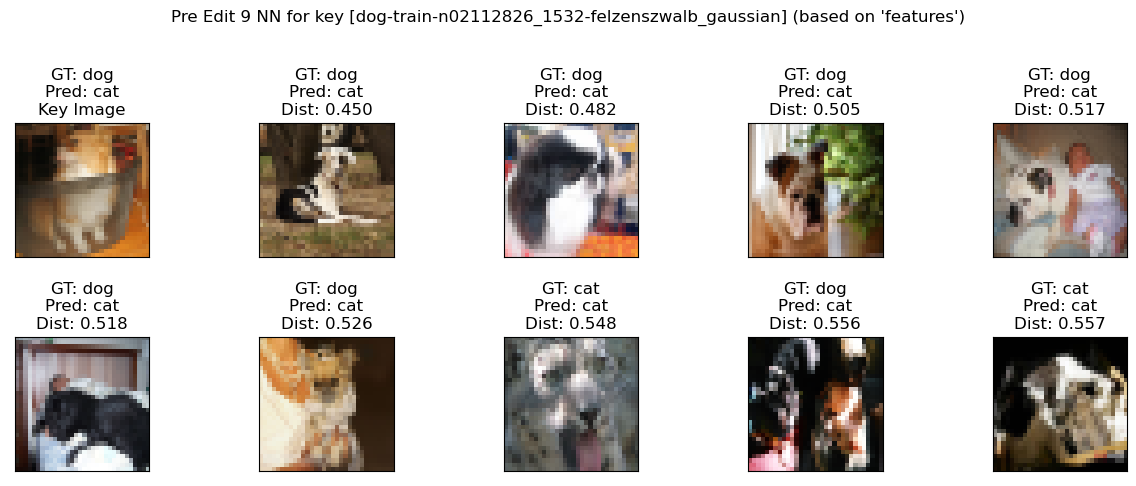 Pre Edit 9 NN for key [dog-train-n02112826_1532-felzenszwalb_gaussian] (based on 'features')
GT: dog
Pred: cat
Key Image
GT: dog
Pred: cat
Dist: 0.450
GT: dog
Pred: cat
Dist: 0.482
GT: dog
Pred: cat
Dist: 0.505
GT: dog
Pred: cat
Dist: 0.517
GT: dog
Pred: cat
Dist: 0.518
GT: dog
Pred: cat
Dist: 0.526
GT: cat
Pred: cat
Dist: 0.548
GT: dog
Pred: cat
Dist: 0.556
GT: cat
Pred: cat
Dist: 0.557